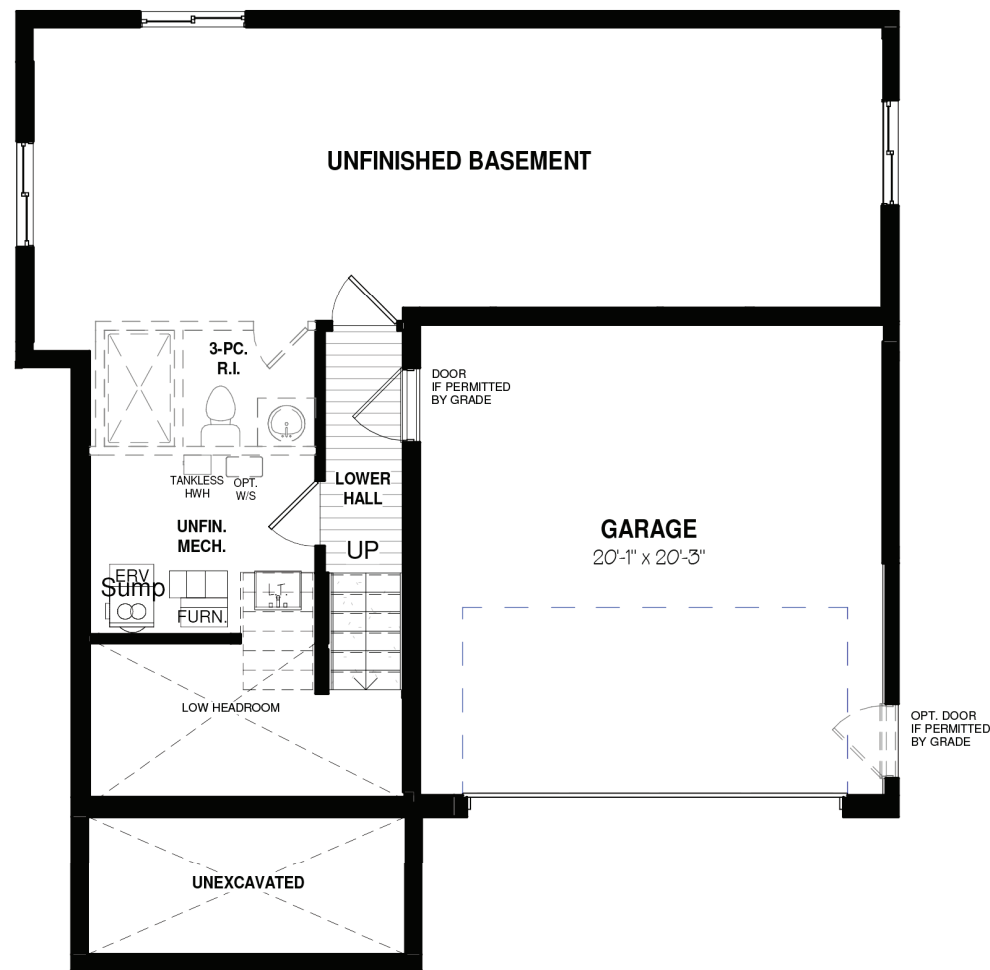 UNFINISHED BASEMENT
3-PC.
R.I.
DOOR
IF PERMITTED
BY GRADE
TANKLESS
HWH
OPT.
W/S
LOWER
HALL
UNFIN.
MECH.
UP
GARAGE
20'-1" x 20'-3"
ERV
Sump
L.T.
FURN.
LOW HEADROOM
OPT. DOOR
IF PERMITTED
BY GRADE
UNEXCAVATED